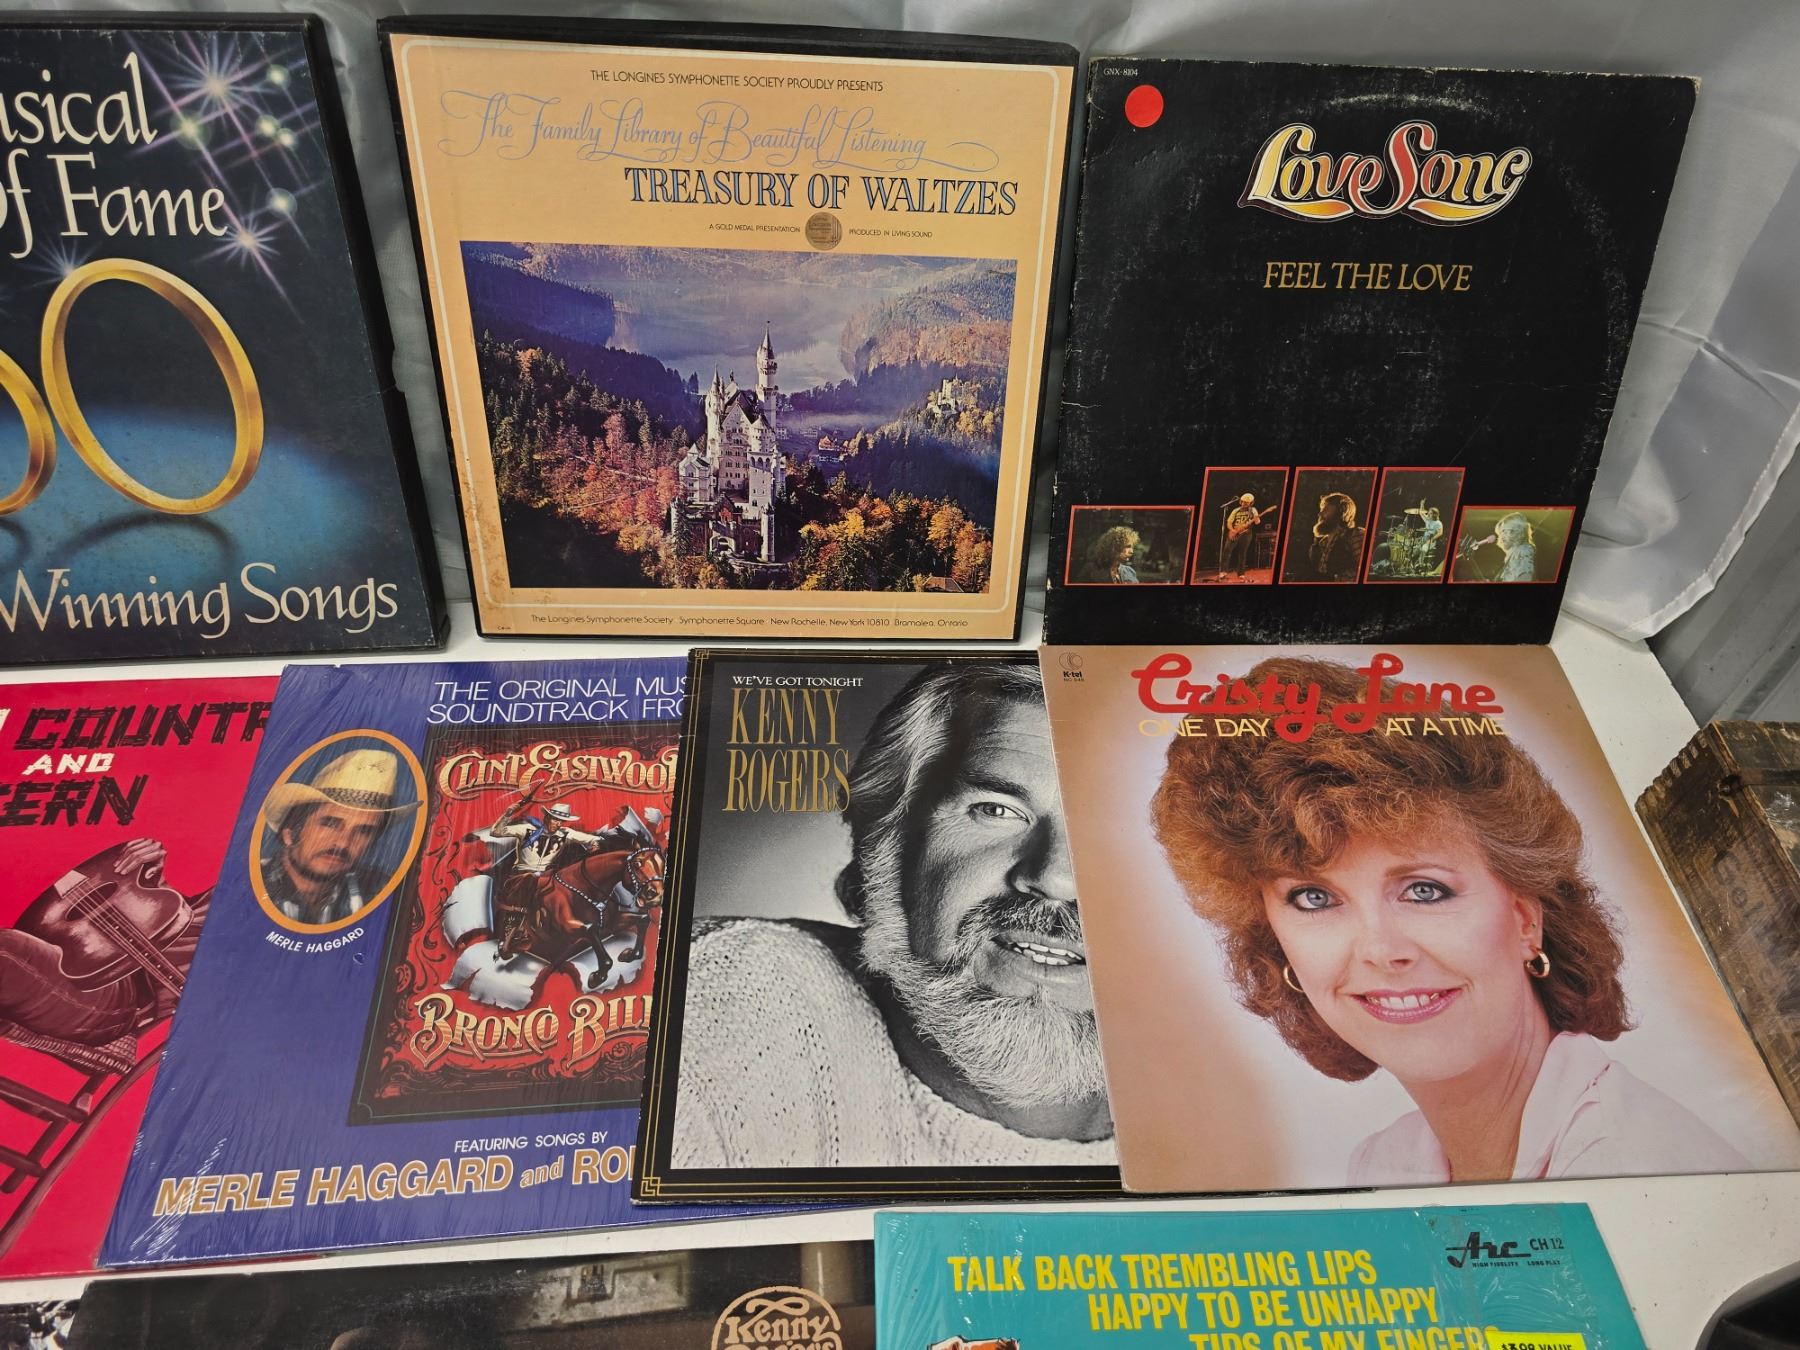 of Fame
Winning Songs
THE LONGINES SYMPHONETTE SOCIETY PROUDLY PRESENTS
The Family Library of Beautiful Listening
TREASURY OF WALTZES
A GOLD MEDAL PRESENTATION PRODUCED IN LIVING SOUND
The Longines Symphonette Society Symphonette Square New Rochelle, New York 10810 Bramalea, Ontario
GNX-8104
Love Song
FEEL THE LOVE
COUNTR
AND
TERN
THE ORIGINAL MUS
SOUNDTRACK FRO
CLINT EASTWOOD
MERLE HAGGARD
BRONCO BILL
FEATURING SONGS BY
MERLE HAGGARD and RO
WE'VE GOT TONIGHT
KENNY
ROGERS
K-tel
Cristy Lane
ONE DAY AT A TIME
Kenny
Arc CH 12
HIGH FIDELITY LONG PLAY
TALK BACK TREMBLING LIPS
HAPPY TO BE UNHAPPY
TIPS OF MY FINGERS
$3.98 VALUE